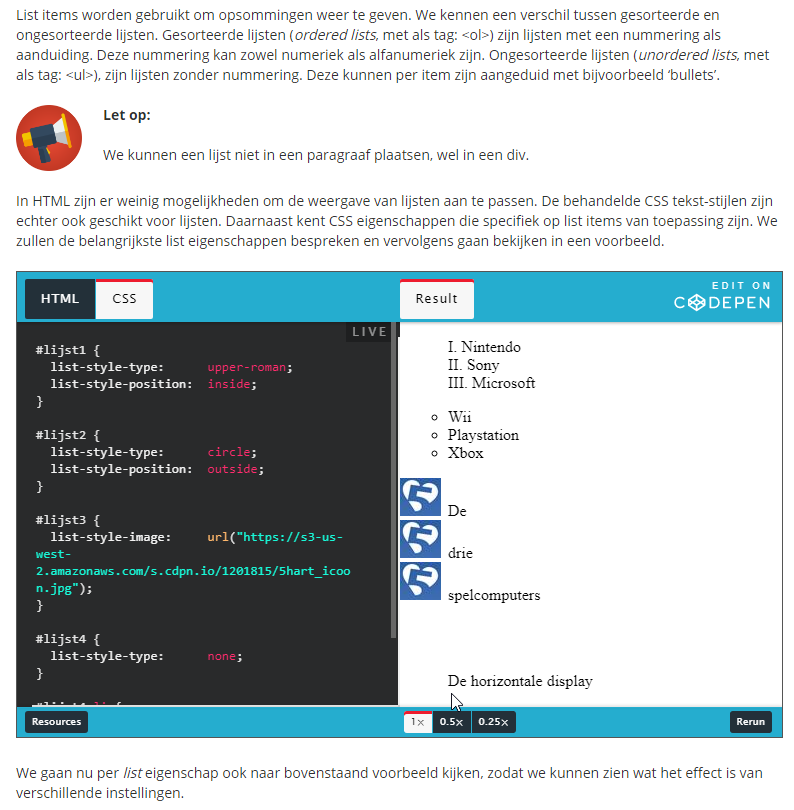 List items worden gebruikt om opsommingen weer te geven. We kennen een verschil tussen gesorteerde en
ongesorteerde lijsten. Gesorteerde lijsten (ordered lists, met als tag: <ol>) zijn lijsten met een nummering als
aanduiding. Deze nummering kan zowel numeriek als alfanumeriek zijn. Ongesorteerde lijsten (unordered lists, met
als tag: <ul>), zijn lijsten zonder nummering. Deze kunnen per item zijn aangeduid met bijvoorbeeld ‘bullets’.
Let op:
We kunnen een lijst niet in een paragraaf plaatsen, wel in een div.
In HTML zijn er weinig mogelijkheden om de weergave van lijsten aan te passen. De behandelde CSS tekst-stijlen zijn
echter ook geschikt voor lijsten. Daarnaast kent CSS eigenschappen die specifiek op list items van toepassing zijn. We
zullen de belangrijkste list eigenschappen bespreken en vervolgens gaan bekijken in een voorbeeld.
HTML CSS Result
EDIT ON
CODEPEN
LIVE
#lijst1 {
list-style-type: upper-roman;
list-style-position: inside;
}
#lijst2 {
list-style-type: circle;
list-style-position: outside;
}
#lijst3 {
list-style-image: url("https://s3-us-
west-
2.amazonaws.com/s.cdpn.io/1201815/5hart_icoo
n.jpg");
}
#lijst4 {
list-style-type: none;
}
#lijst4 li {
I. Nintendo
II. Sony
III. Microsoft
Wii
Playstation
Xbox
De
drie
spelcomputers
De horizontale display
Resources 1x 0.5x 0.25x Rerun
We gaan nu per list eigenschap ook naar bovenstaand voorbeeld kijken, zodat we kunnen zien wat het effect is van
verschillende instellingen.